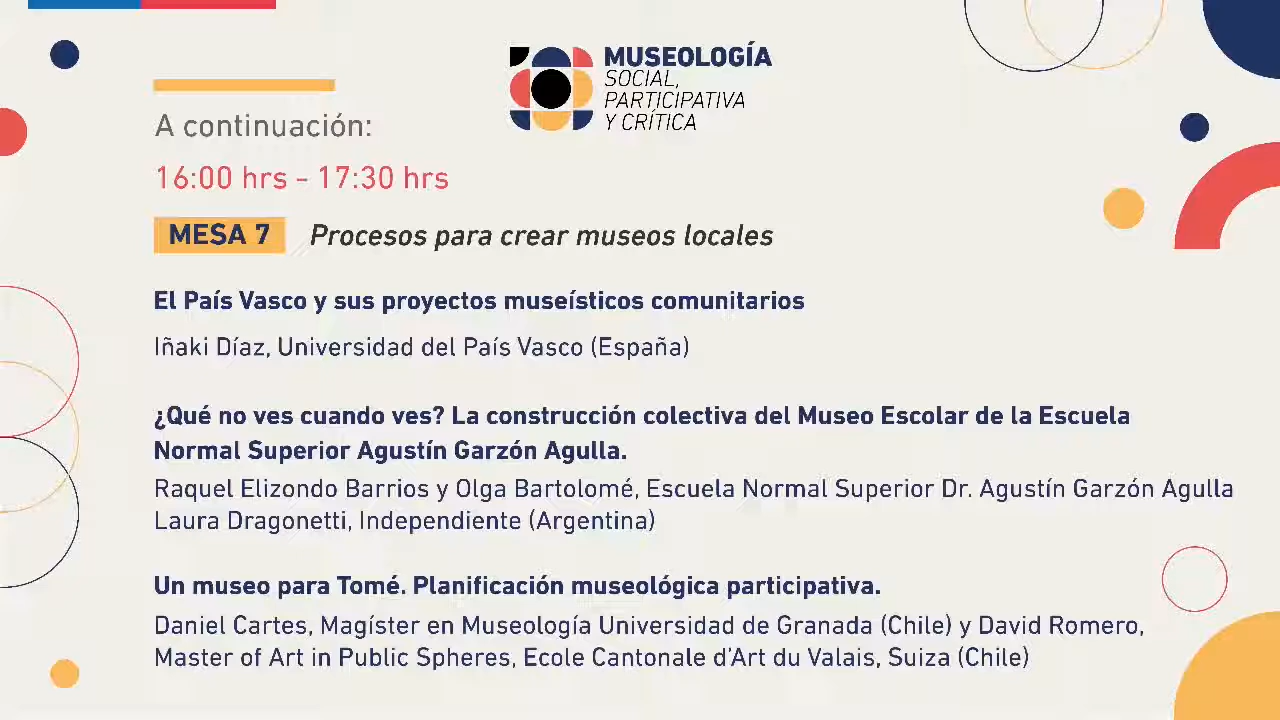 MUSEOLOGÍA
SOCIAL,
PARTICIPATIVA
Y CRÍTICA
A continuación:
16:00 hrs - 17:30 hrs
MESA 7 Procesos para crear museos locales
El País Vasco y sus proyectos museísticos comunitarios
Iñaki Díaz, Universidad del País Vasco (España)
¿Qué no ves cuando ves? La construcción colectiva del Museo Escolar de la Escuela
Normal Superior Agustín Garzón Agulla.
Raquel Elizondo Barrios y Olga Bartolomé, Escuela Normal Superior Dr. Agustín Garzón Agulla
Laura Dragonetti, Independiente (Argentina)
Un museo para Tomé. Planificación museológica participativa.
Daniel Cartes, Magíster en Museología Universidad de Granada (Chile) y David Romero,
Master of Art in Public Spheres, Ecole Cantonale d'Art du Valais, Suiza (Chile)